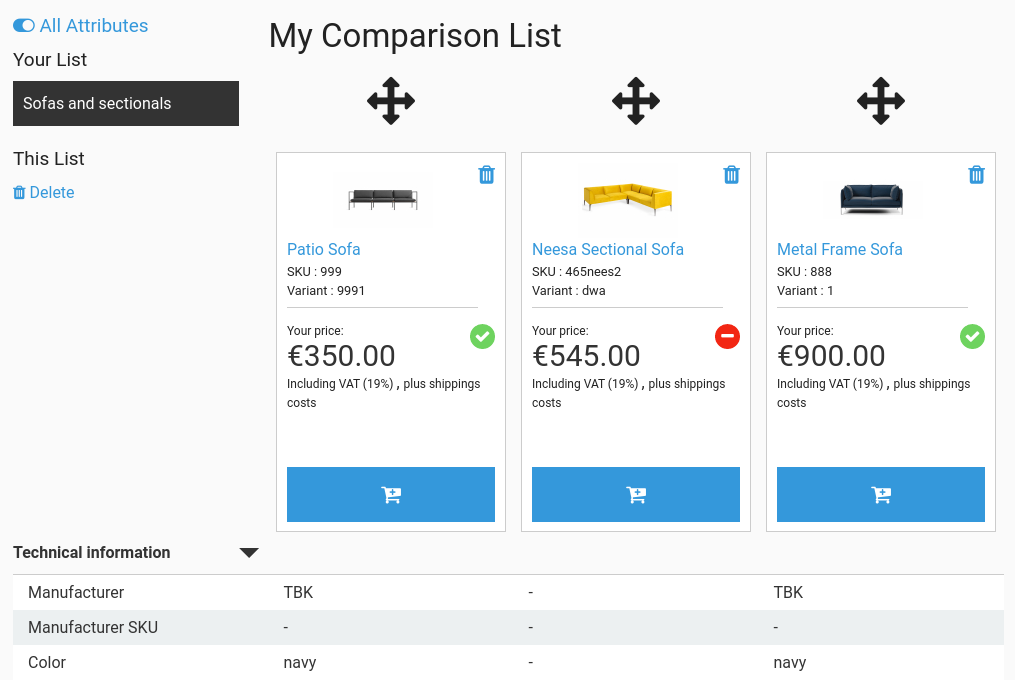 All Attributes
Your List
Sofas and sectionals
This List
Delete
My Comparison List
Patio Sofa
SKU : 999
Variant : 9991
Your price:
€350.00
Including VAT (19%) , plus shippings
costs
Neesa Sectional Sofa
SKU : 465nees2
Variant : dwa
Your price:
€545.00
Including VAT (19%) , plus shippings
costs
Metal Frame Sofa
SKU : 888
Variant : 1
Your price:
€900.00
Including VAT (19%) , plus shippings
costs
Technical information
Manufacturer TBK - TBK
Manufacturer SKU - - -
Color navy - navy